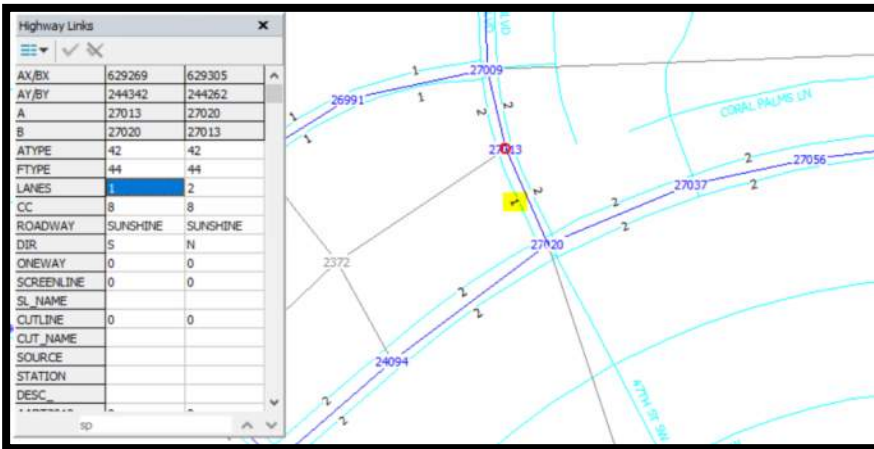 Highway Links x
AX/BX 629269 629305
AY/BY 244342 244262
A 27013 27020
B 27020 27013
ATYPE 42 42
FTYPE 44 44
LANES 1 2
CC 8 8
ROADWAY SUNSHINE SUNSHINE
DIR S N
ONEWAY 0 0
SCREENLINE 0 0
SL_NAME
CUTLINE 0 0
CUT_NAME
SOURCE
STATION
DESC_
sp
BLVD
27009
1
26991
1
2
2
1
1
CORAL PALMS LN
27013
2
27056
27037
2
2
1
2
2
27020
2372
2
2
24094
47TH ST SW
2
2